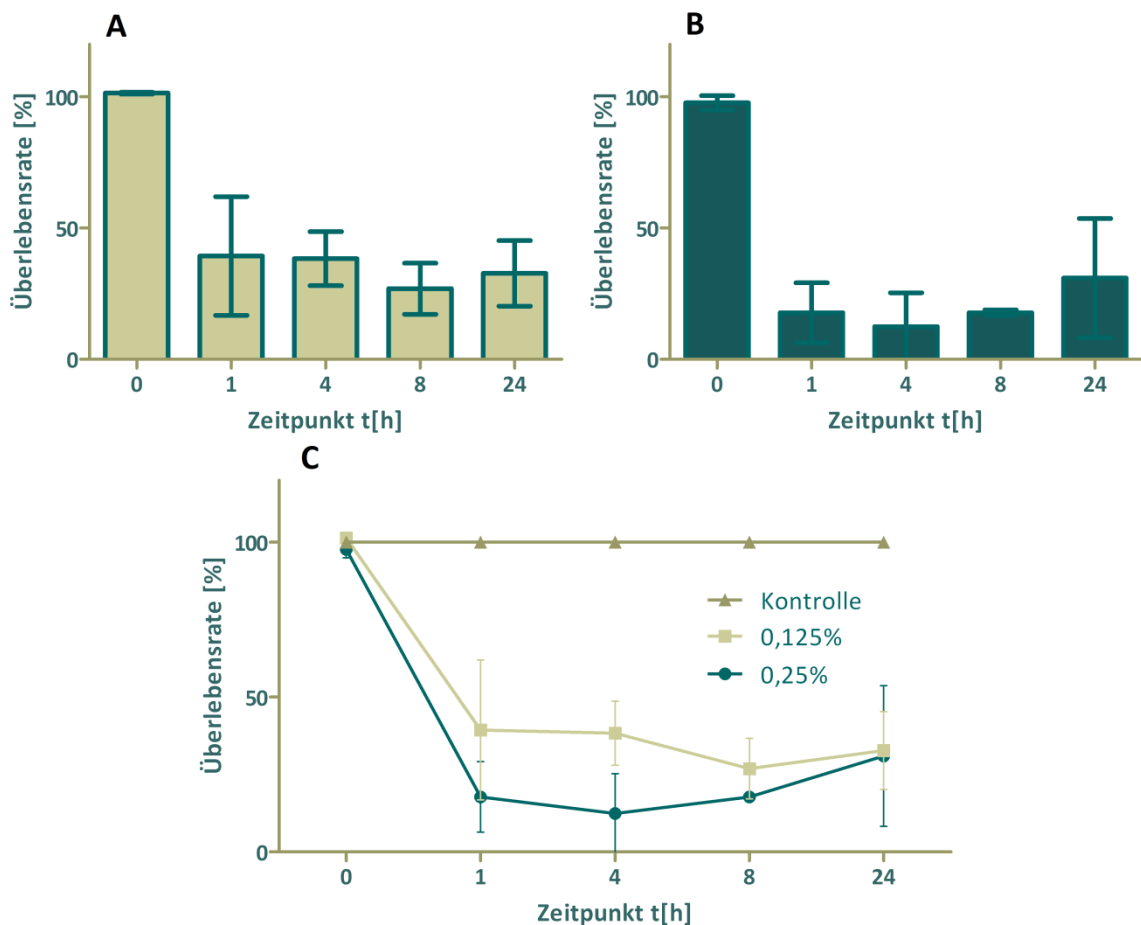 A
Überlebensrate [%]
100
50
0
0 1 4 8 24
Zeitpunkt t[h]
B
Überlebensrate [%]
100
50
0
0 1 4 8 24
Zeitpunkt t[h]
C
Überlebensrate [%]
100
50
0
Kontrolle
0,125%
0,25%
0 1 4 8 24
Zeitpunkt t[h]